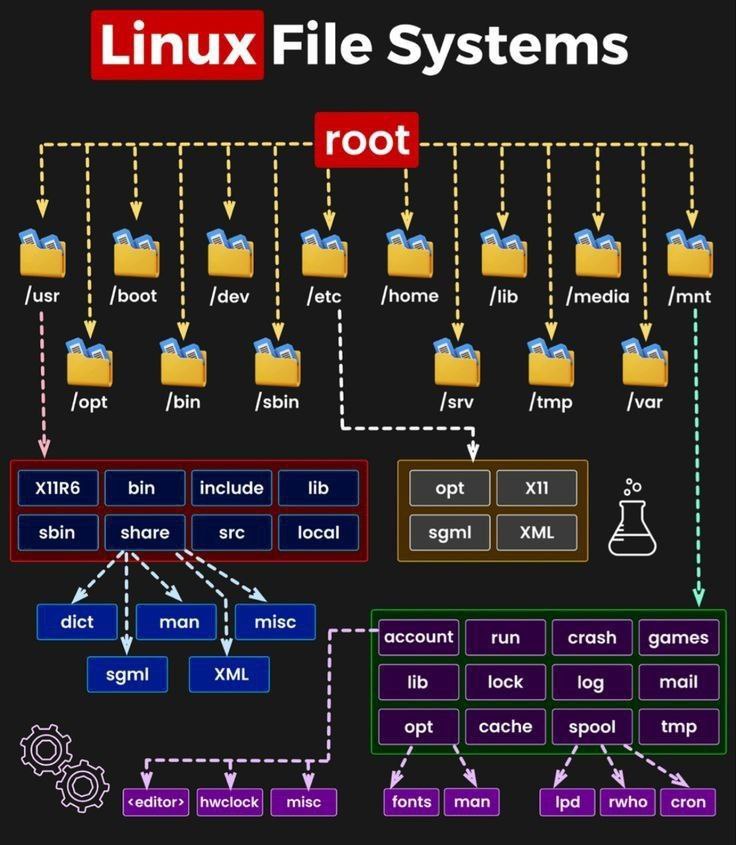 Linux File Systems
root
/usr /boot /dev /etc /home /lib /media /mnt
/opt /bin /sbin /srv /tmp /var
X11R6 bin include lib
sbin share src local
opt X11
sgml XML
dict man misc
sgml XML
account run crash games
lib lock log mail
opt cache spool tmp
<editor> hwclock misc fonts man lpd rwho cron